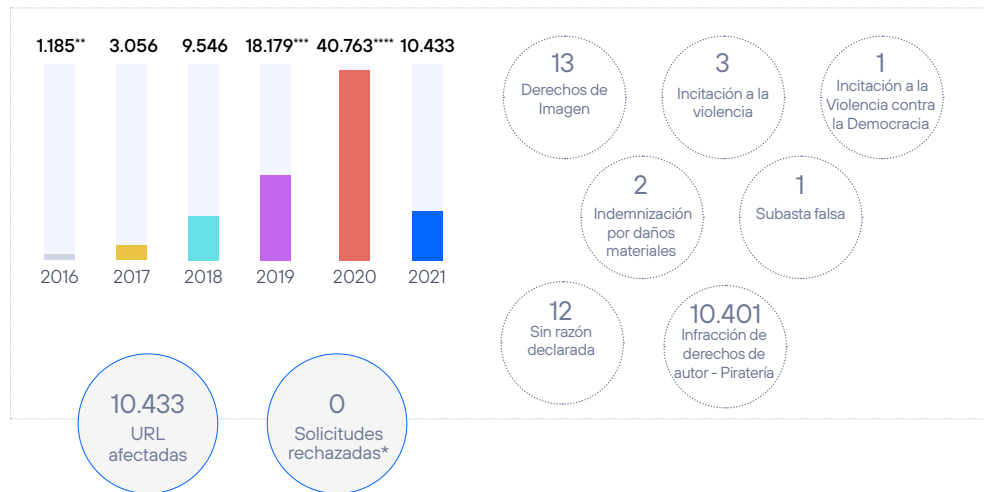 1.185** 3.056 9.546 18.179*** 40.763**** 10.433
2016 2017 2018 2019 2020 2021
13
Derechos de
Imagen
3
Incitación a la
violencia
1
Incitación a la
Violencia contra
la Democracia
2
Indemnización
por daños
materiales
1
Subasta falsa
12
Sin razón
declarada
10.401
Infracción de
derechos de
autor - Piratería
10.433
URL
afectadas
0
Solicitudes
rechazadas*